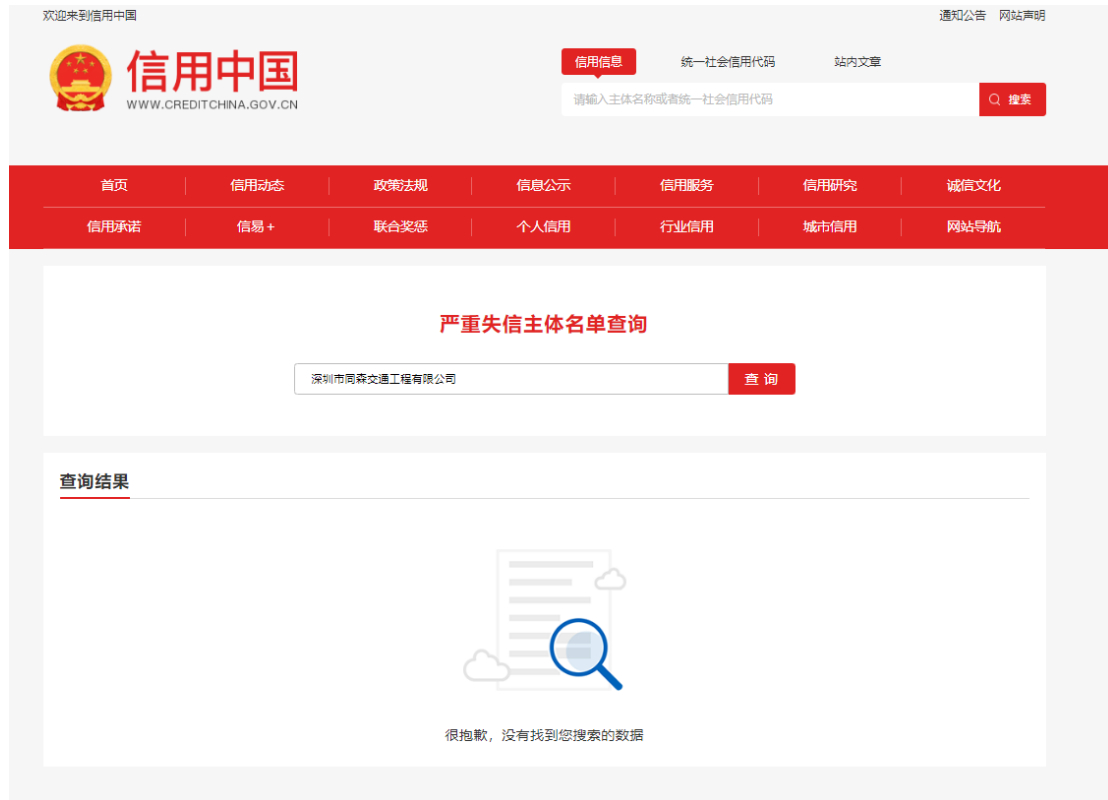 欢迎来到信用中国
通知公告 网站声明
信用中国
WWW.CREDITCHINA.GOV.CN
信用信息 统一社会信用代码 站内文章
请输入主体名称或者统一社会信用代码
搜索
首页 信用动态 政策法规 信息公示 信用服务 信用研究 诚信文化
信用承诺 信易+ 联合奖惩 个人信用 行业信用 城市信用 网站导航
严重失信主体名单查询
深圳市同森交通工程有限公司
查询
查询结果
很抱歉，没有找到您搜索的数据